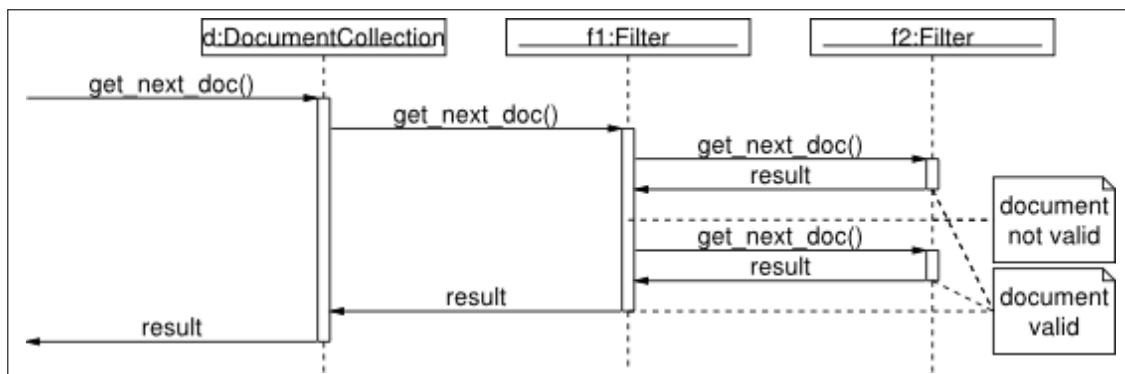 d:DocumentCollection
f1:Filter
f2:Filter
get_next_doc()
get_next_doc()
get_next_doc()
result
document
not valid
get_next_doc()
result
result
document
valid
result